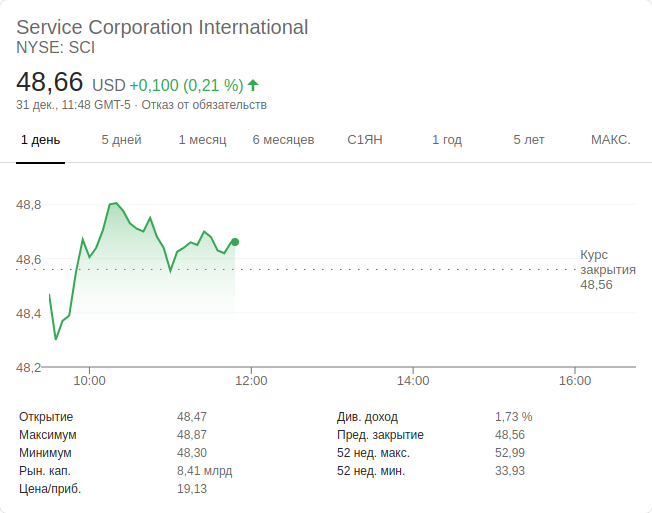 Service Corporation International
NYSE: SCI
48,66 USD +0,100 (0,21 %)
31 дек., 11:48 GMT-5 · Отказ от обязательств
1 день 5 дней 1 месяц 6 месяцев С1ЯН 1 год 5 лет МАКС.
48,8
48,6
48,4
48,2
Курс
закрытия
48,56
10:00 12:00 14:00 16:00
Открытие 48,47
Максимум 48,87
Минимум 48,30
Рын. кап. 8,41 млрд
Цена/приб. 19,13
Див. доход 1,73 %
Пред. закрытие 48,56
52 нед. макс. 52,99
52 нед. мин. 33,93